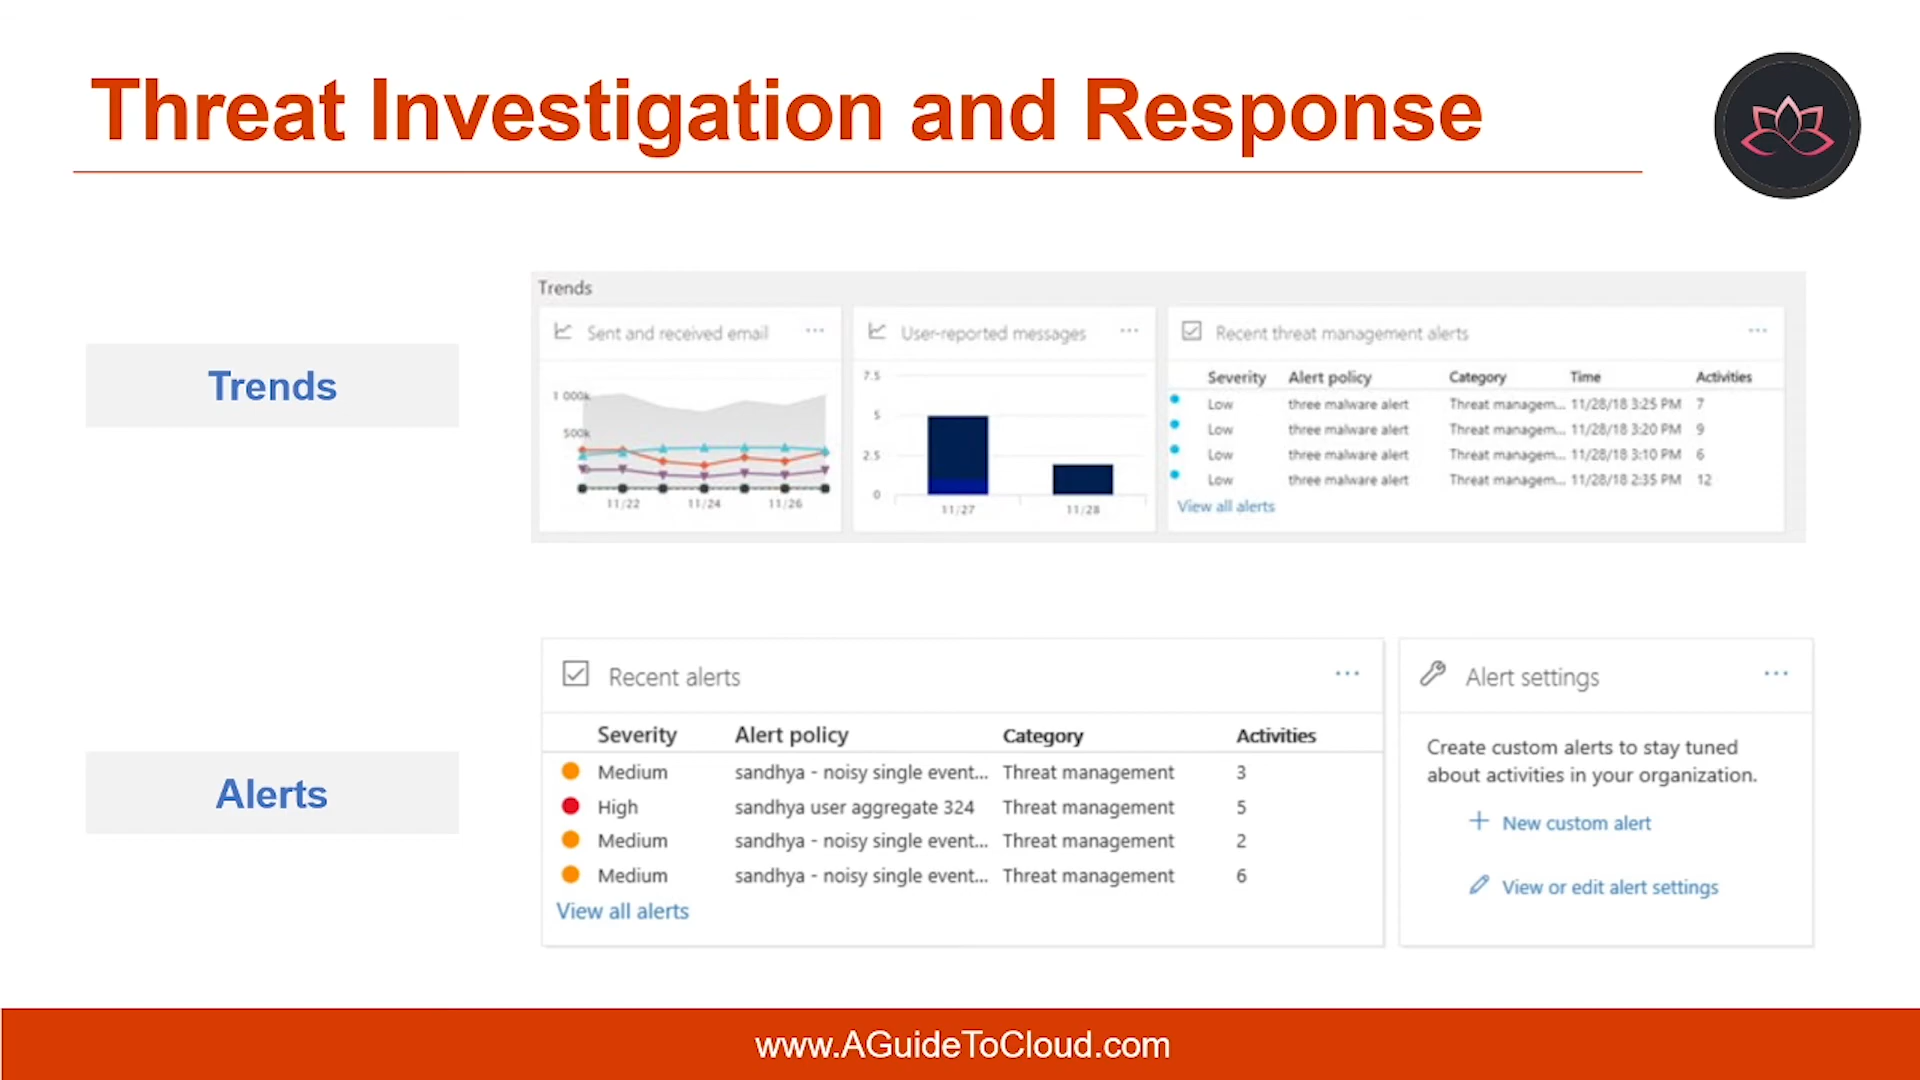 Threat Investigation and Response
Trends
Trends
Sent and received email
1 000k
500k
11/22 11/24 11/26
User-reported messages
7.5
5
2.5
0
11/27 11/28
Recent threat management alerts
Severity Alert policy Category Time Activities
Low three malware alert Threat managem... 11/28/18 3:25 PM 7
Low three malware alert Threat managem... 11/28/18 3:20 PM 9
Low three malware alert Threat managem... 11/28/18 3:10 PM 6
Low three malware alert Threat managem... 11/28/18 2:35 PM 12
View all alerts
Alerts
Recent alerts
Severity Alert policy Category Activities
Medium sandhya - noisy single event... Threat management 3
High sandhya user aggregate 324 Threat management 5
Medium sandhya - noisy single event... Threat management 2
Medium sandhya - noisy single event... Threat management 6
View all alerts
Alert settings
Create custom alerts to stay tuned
about activities in your organization.
New custom alert
View or edit alert settings
www.AGuideToCloud.com